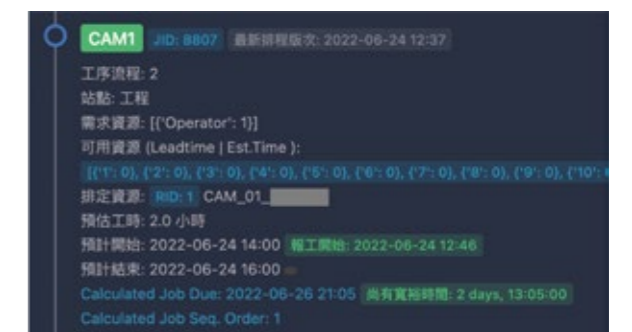 CAM1 JID: 8807 最新排程版次: 2022-06-24 12:37
工序流程: 2
站點: 工程
需求資源: [{'Operator': 1}]
可用資源 (Leadtime | Est.Time ):
[{'1': 0}, {'2': 0}, {'3': 0}, {'4': 0}, {'5': 0}, {'6': 0}, {'7': 0}, {'8': 0}, {'9': 0}, {'10':
排定資源: RID: 1 CAM_01_
預估工時: 2.0 小時
預計開始: 2022-06-24 14:00 報工開始: 2022-06-24 12:46
預計結束: 2022-06-24 16:00
Calculated Job Due: 2022-06-26 21:05 尚有寬裕時間: 2 days, 13:05:00
Calculated Job Seq. Order: 1